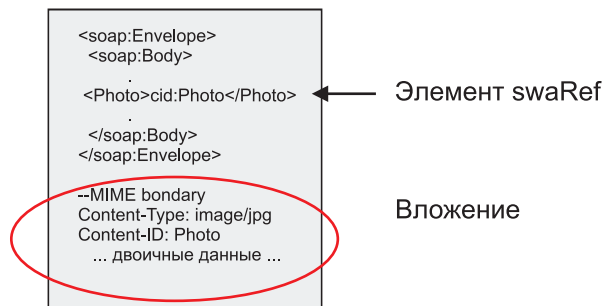 <soap:Envelope>
<soap:Body>
.
<Photo>cid:Photo</Photo>
Элемент swaRef
.
</soap:Body>
</soap:Envelope>
--MIME bondary
Content-Type: image/jpg
Вложение
Content-ID: Photo
... двоичные данные ...